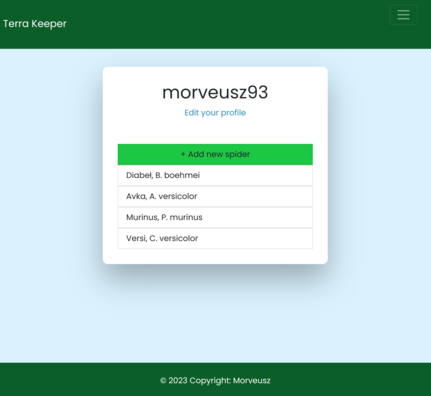 Terra Keeper
morveusz93
Edit your profile
+ Add new spider
Diabeł, B. boehmei
Avka, A. versicolor
Murinus, P. murinus
Versi, C. versicolor
© 2023 Copyright: Morveusz